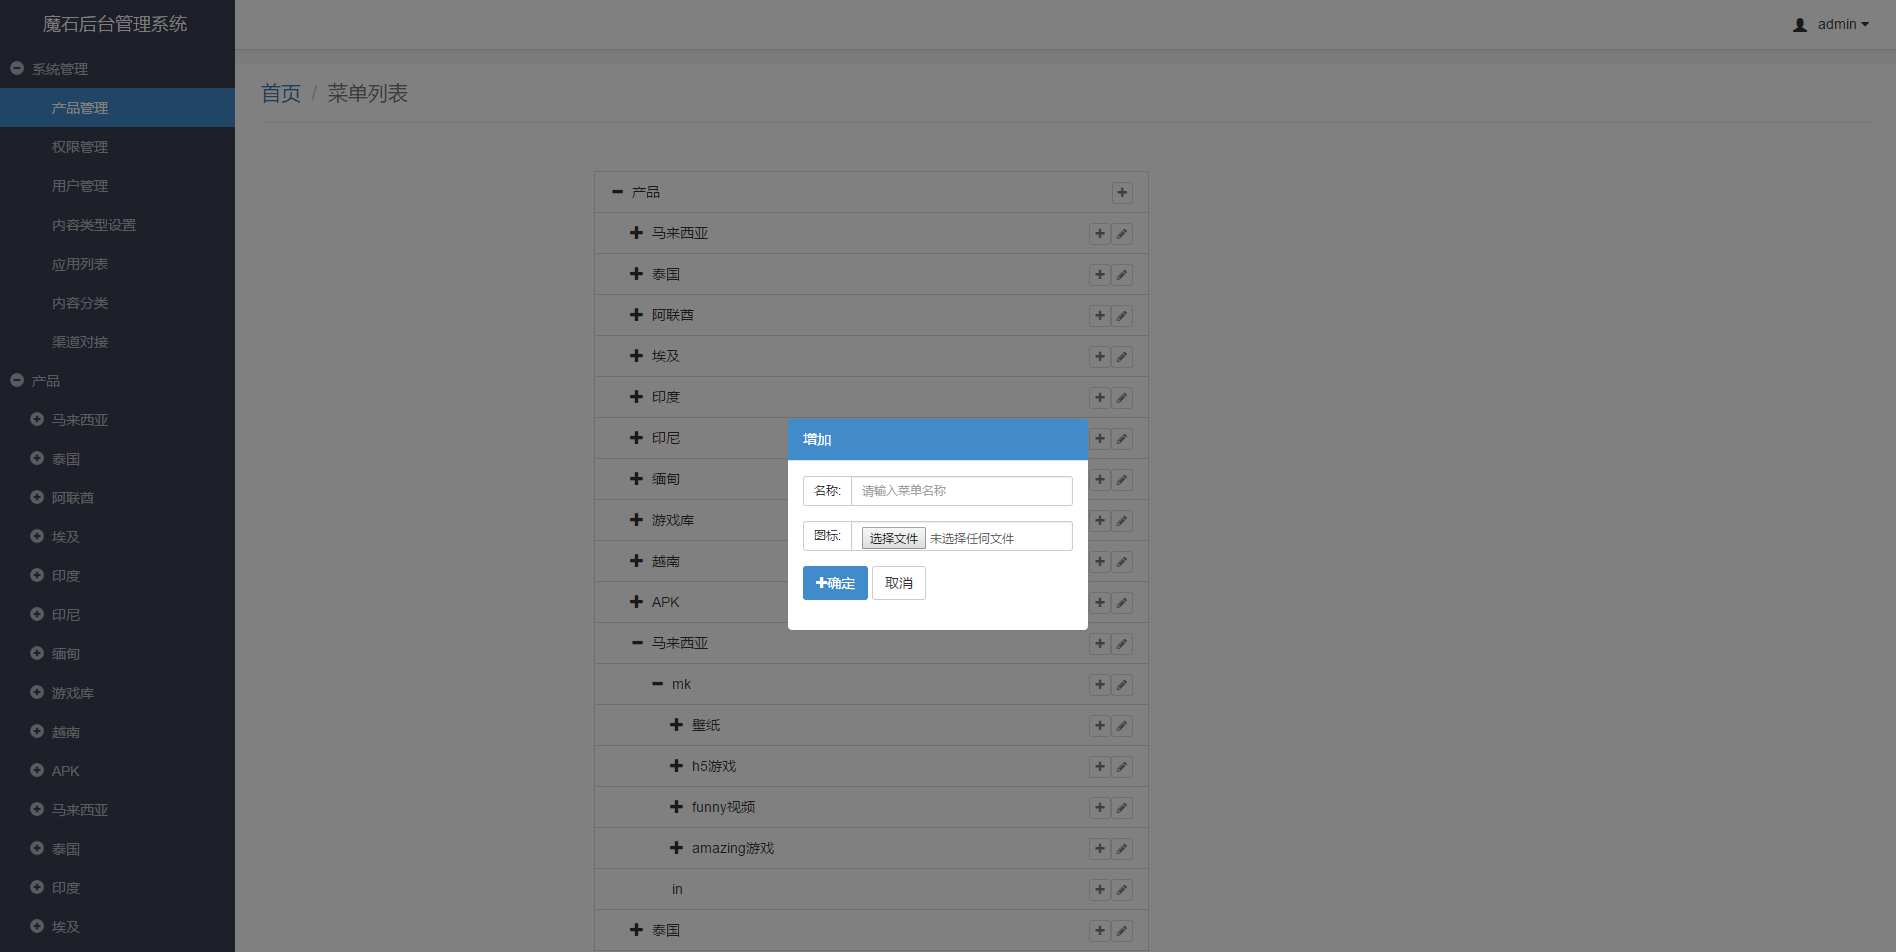 魔石后台管理系统
admin
系统管理
产品管理
权限管理
用户管理
内容类型设置
应用列表
内容分类
渠道对接
产品
马来西亚
泰国
阿联酋
埃及
印度
印尼
缅甸
游戏库
越南
APK
马来西亚
泰国
印度
埃及
首页 / 菜单列表
产品
马来西亚
泰国
阿联酋
埃及
印度
印尼
缅甸
游戏库
越南
APK
马来西亚
mk
壁纸
h5游戏
funny视频
amazing游戏
in
泰国
增加
名称: 请输入菜单名称
图标: 选择文件 未选择任何文件
确定 取消